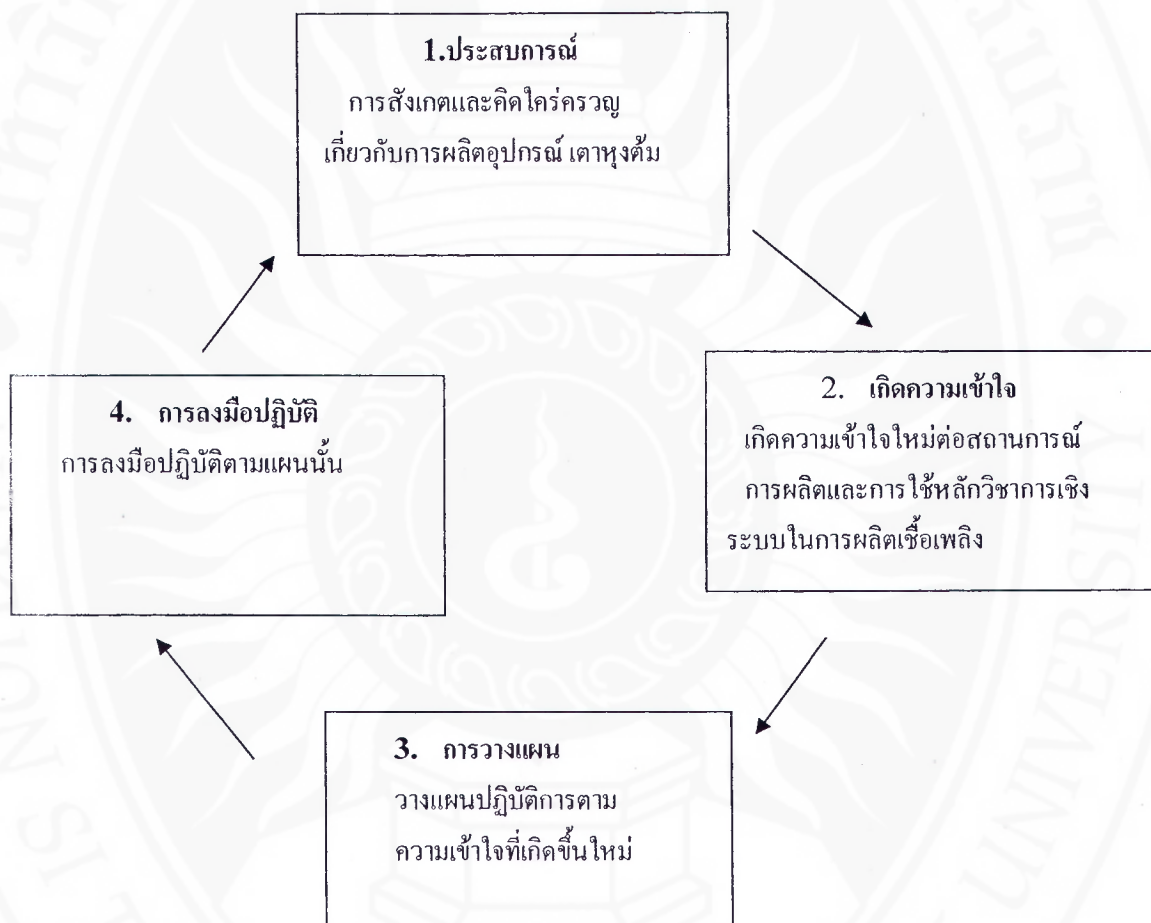 1.ประสบการณ์
การสังเกตและคิดใคร่ครวญ
เกี่ยวกับการผลิตอุปกรณ์ เตาหุงต้ม
2. เกิดความเข้าใจ
เกิดความเข้าใจใหม่ต่อสถานการณ์
การผลิตและการใช้หลักวิชาการเชิง
ระบบในการผลิตเชื้อเพลิง
3. การวางแผน
วางแผนปฏิบัติการตาม
ความเข้าใจที่เกิดขึ้นใหม่
4. การลงมือปฏิบัติ
การลงมือปฏิบัติตามแผนนั้น
UNIVERSITY